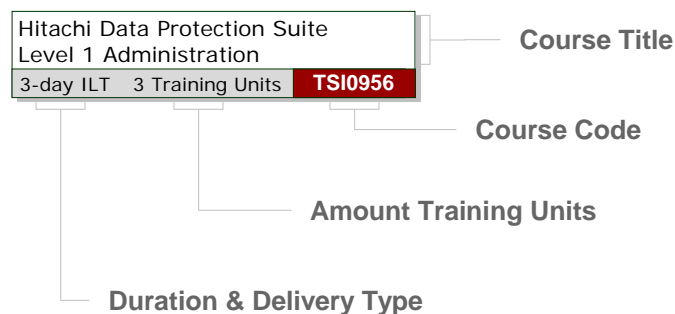 Hitachi Data Protection Suite
Level 1 Administration
3-day ILT 3 Training Units TSI0956
Course Title
Course Code
Amount Training Units
Duration & Delivery Type